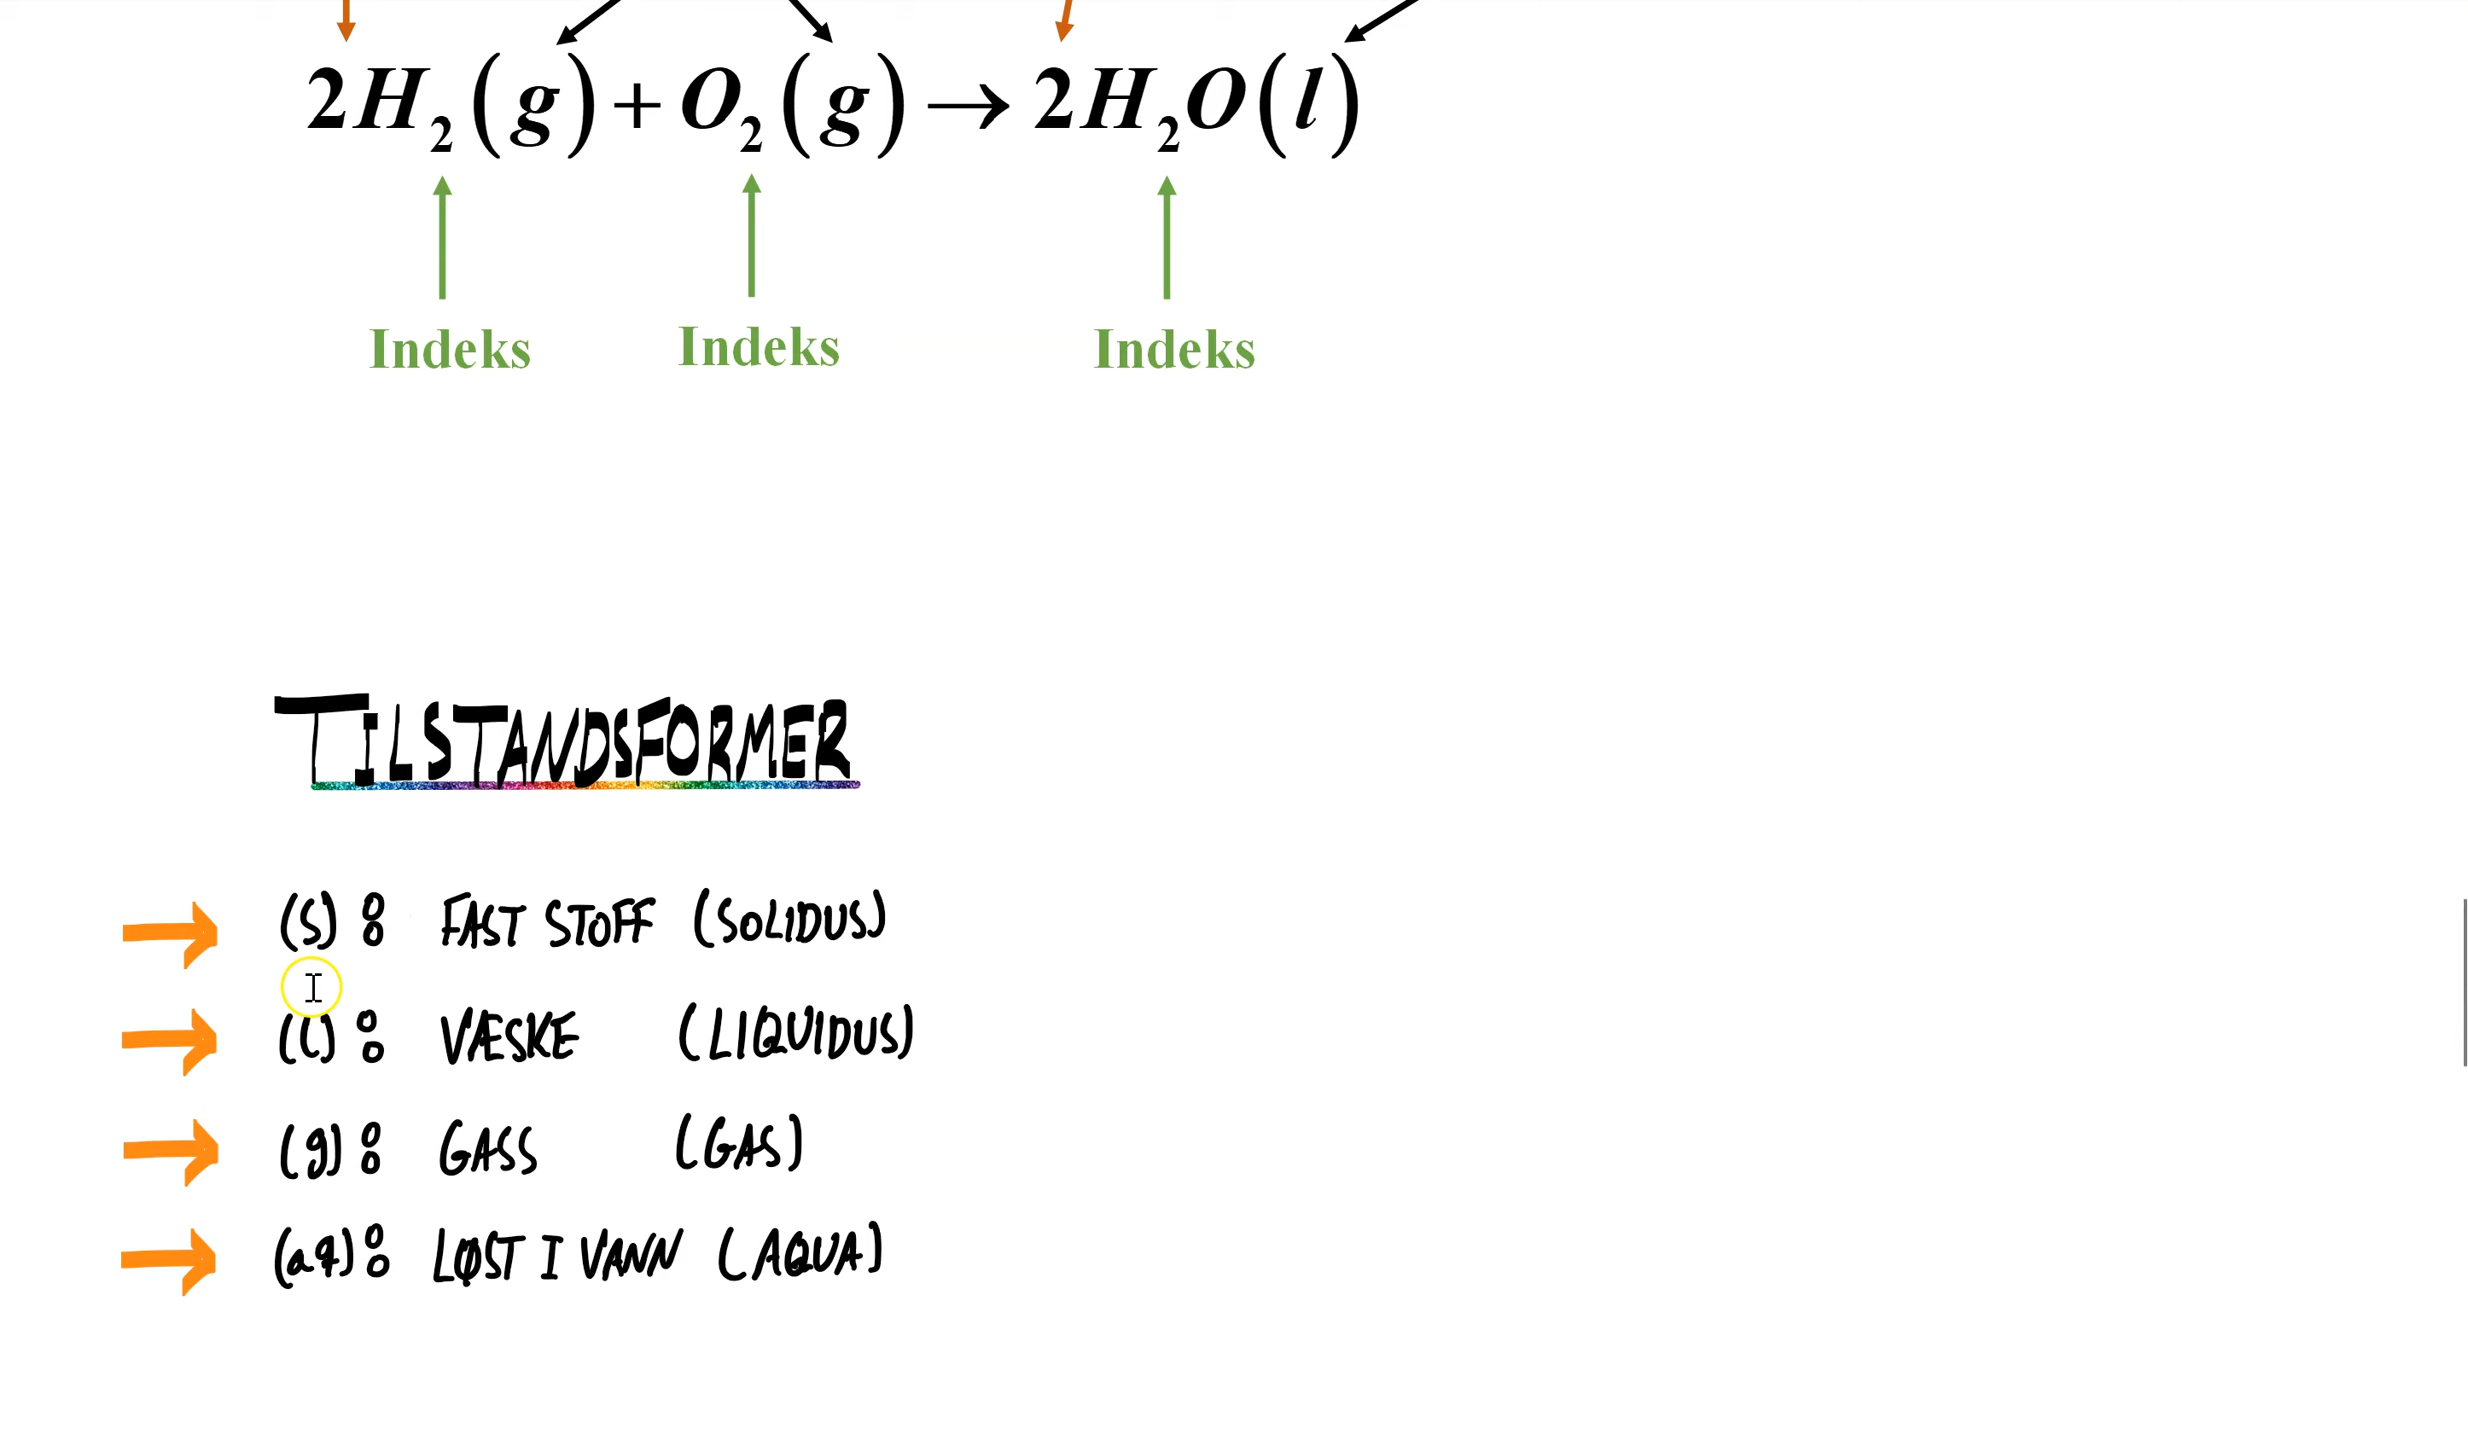 2H₂(g) + O₂(g) → 2H₂O(l)
Indeks Indeks Indeks
TILSTANDSFORMER
(s): FAST STOFF (SOLIDUS)
(l): VÆSKE (LIQUIDUS)
(g): GASS (GAS)
(aq): LØST I VANN (AQUA)